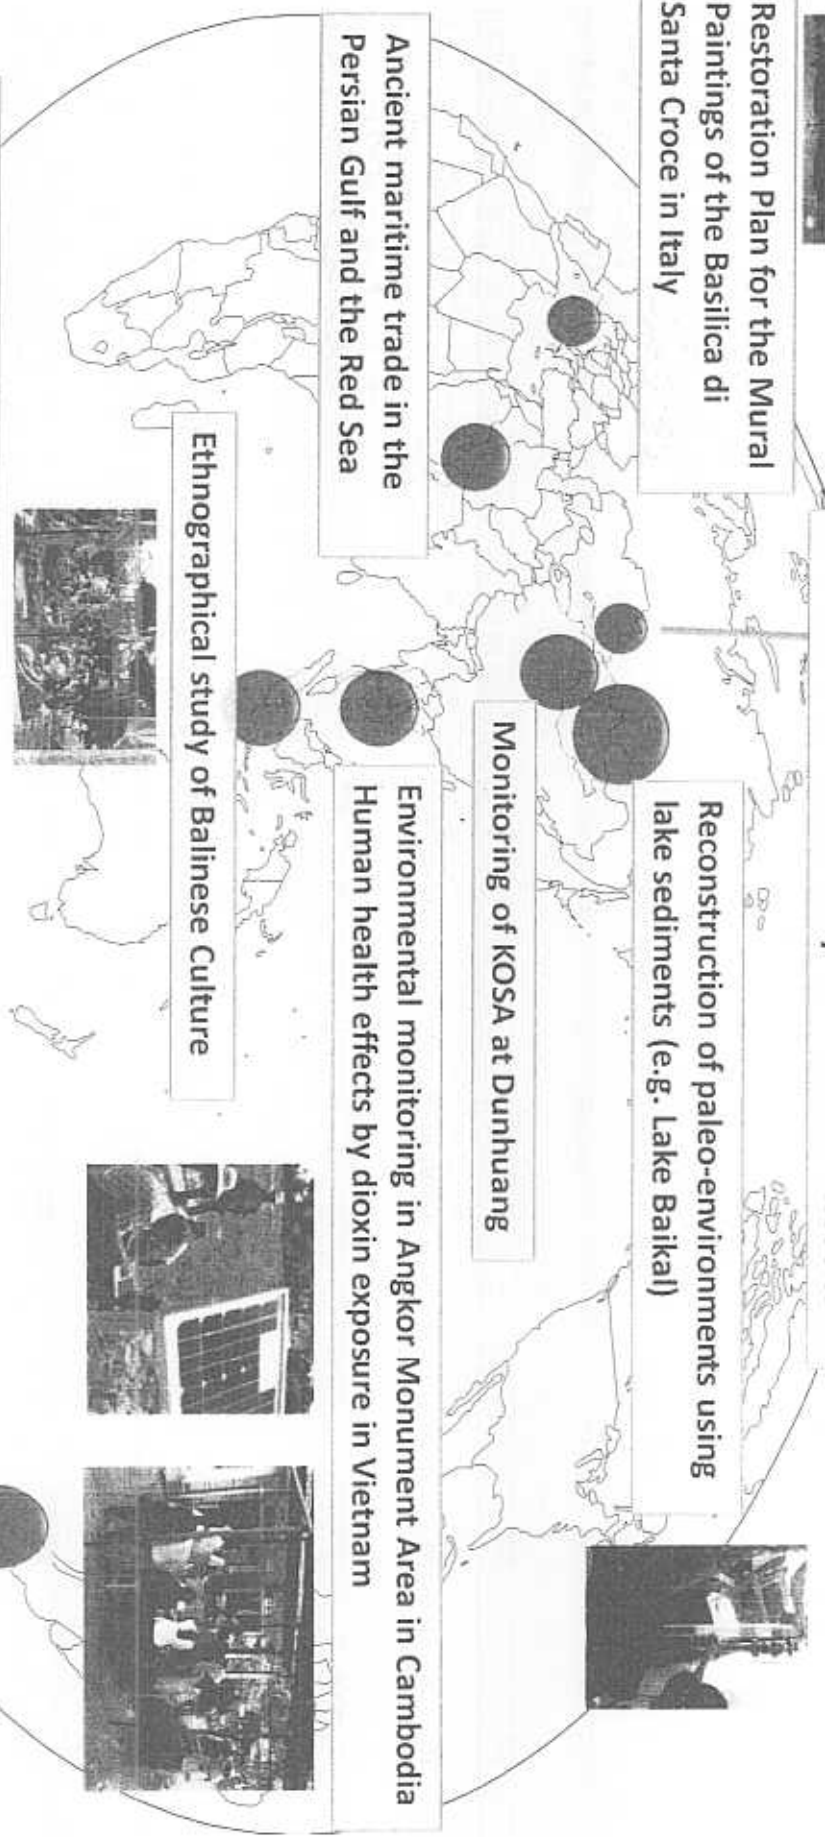 Restoration Plan for the Mural
Paintings of the Basilica di
Santa Croce in Italy
Reconstruction of paleo-environments using
lake sediments (e.g. Lake Baikal)
Monitoring of KOSA at Dunhuang
Ancient maritime trade in the
Persian Gulf and the Red Sea
Environmental monitoring in Angkor Monument Area in Cambodia
Human health effects by dioxin exposure in Vietnam
Ethnographical study of Balinese Culture